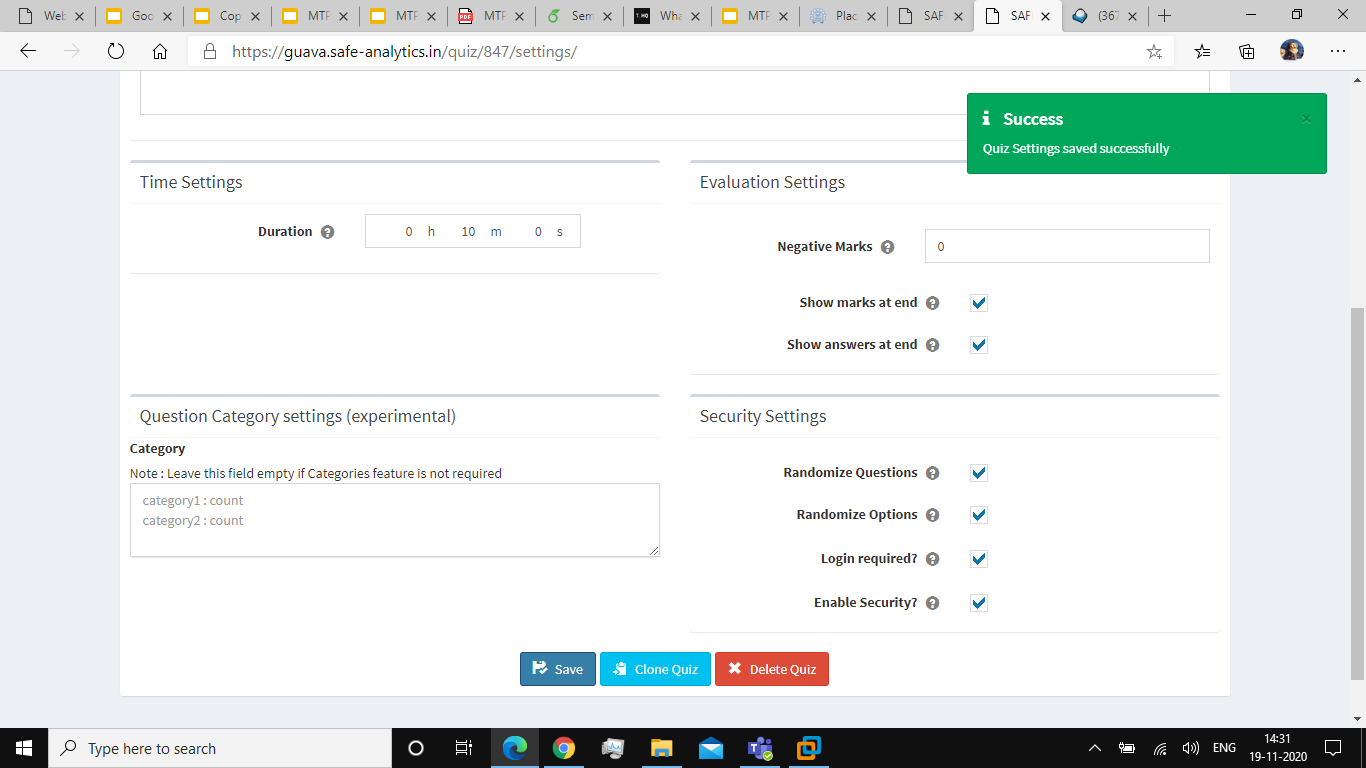 Web
Goo
Cop
MTF
MTF
PDF
MTF
Sem
T.HQ
Wha
MTF
Plac
SAF
SAF
(367
https://guava.safe-analytics.in/quiz/847/settings/
Success
×
Quiz Settings saved successfully
Time Settings
Duration ?
0 h 10 m 0 s
Evaluation Settings
Negative Marks ?
0
Show marks at end ?
Show answers at end ?
Question Category settings (experimental)
Category
Note : Leave this field empty if Categories feature is not required
category1 : count
category2 : count
Security Settings
Randomize Questions ?
Randomize Options ?
Login required? ?
Enable Security? ?
Save
Clone Quiz
Delete Quiz
Type here to search
ENG
14:31
19-11-2020